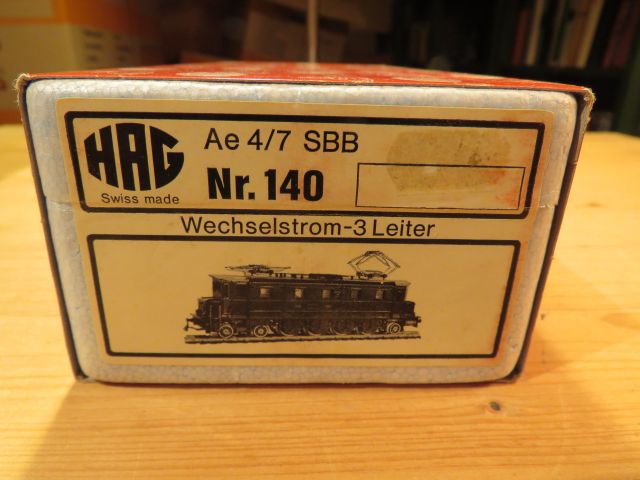 HAG
Swiss made
Ae 4/7 SBB
Nr. 140
Wechselstrom-3 Leiter